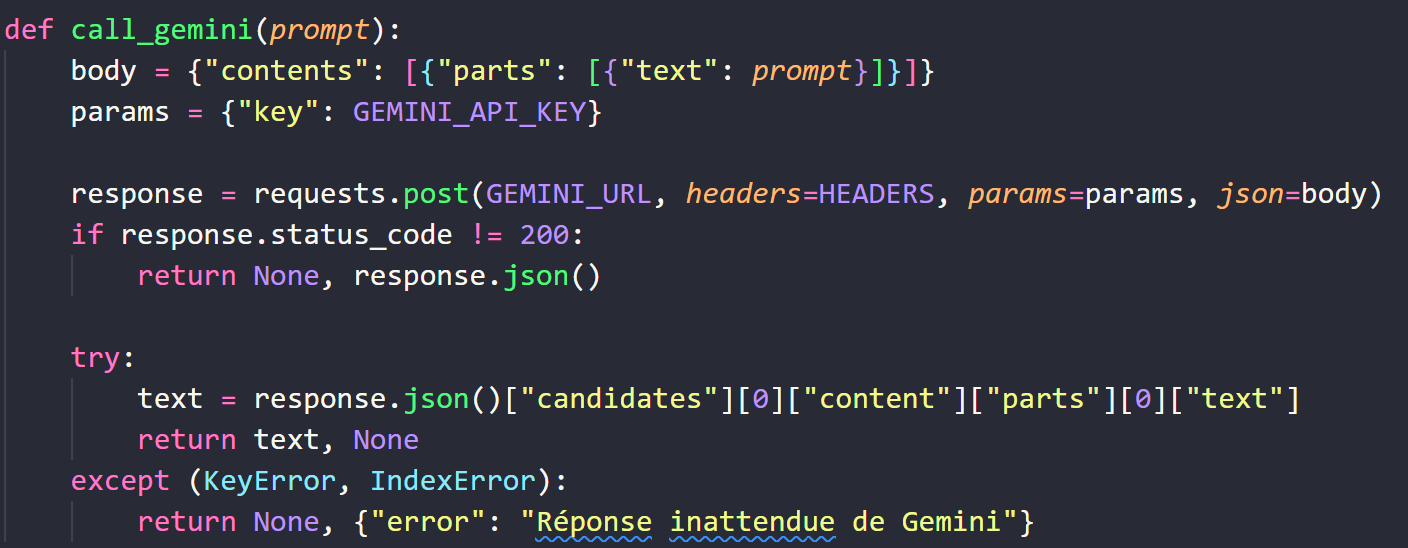 def call_gemini(prompt):
    body = {"contents": [{"parts": [{"text": prompt}]}]}
    params = {"key": GEMINI_API_KEY}
    response = requests.post(GEMINI_URL, headers=HEADERS, params=params, json=body)
    if response.status_code != 200:
        return None, response.json()
    try:
        text = response.json()["candidates"][0]["content"]["parts"][0]["text"]
        return text, None
    except (KeyError, IndexError):
        return None, {"error": "Réponse inattendue de Gemini"}